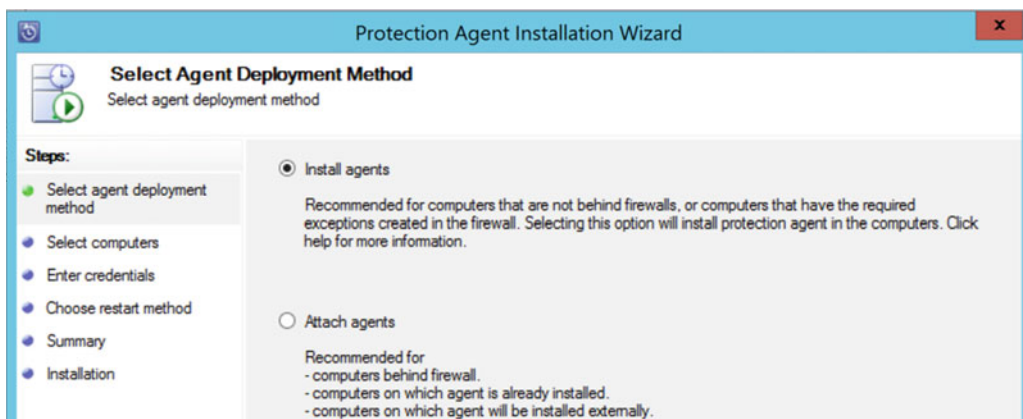 Protection Agent Installation Wizard
x
Select Agent Deployment Method
Select agent deployment method
Steps:
Select agent deployment
method
Select computers
Enter credentials
Choose restart method
Summary
Installation
Install agents
Recommended for computers that are not behind firewalls, or computers that have the required
exceptions created in the firewall. Selecting this option will install protection agent in the computers. Click
help for more information.
Attach agents
Recommended for
- computers behind firewall.
- computers on which agent is already installed.
- computers on which agent will be installed externally.